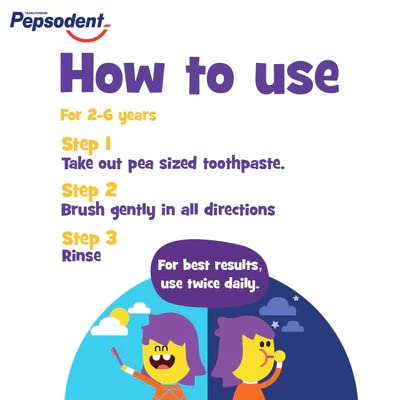 Pepsodent
How to use
For 2-6 years
Step 1
Take out pea sized toothpaste.
Step 2
Brush gently in all directions
Step 3
Rinse
For best results,
use twice daily.